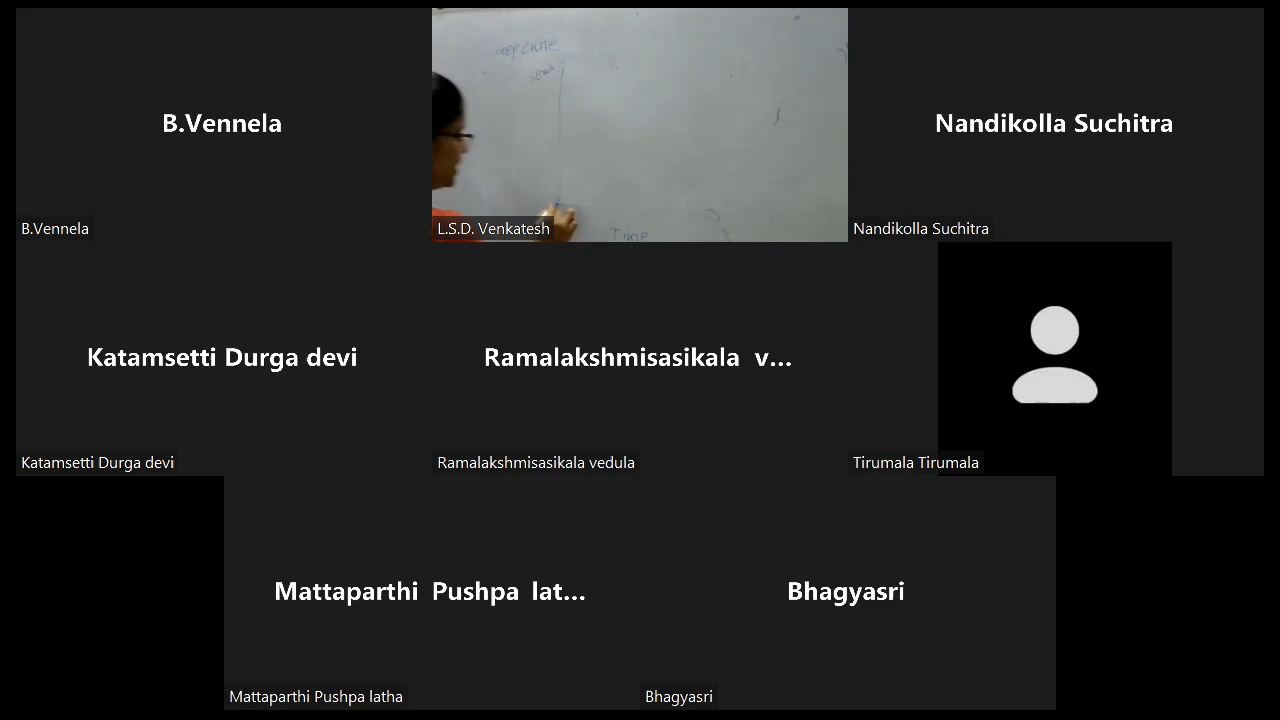 B.Vennela
B.Vennela
L.S.D. Venkatesh
Time
Nandikolla Suchitra
Nandikolla Suchitra
Katamsetti Durga devi
Katamsetti Durga devi
Ramalakshmisasikala v...
Ramalakshmisasikala vedula
Tirumala Tirumala
Mattaparthi Pushpa lat...
Mattaparthi Pushpa latha
Bhagyasri
Bhagyasri